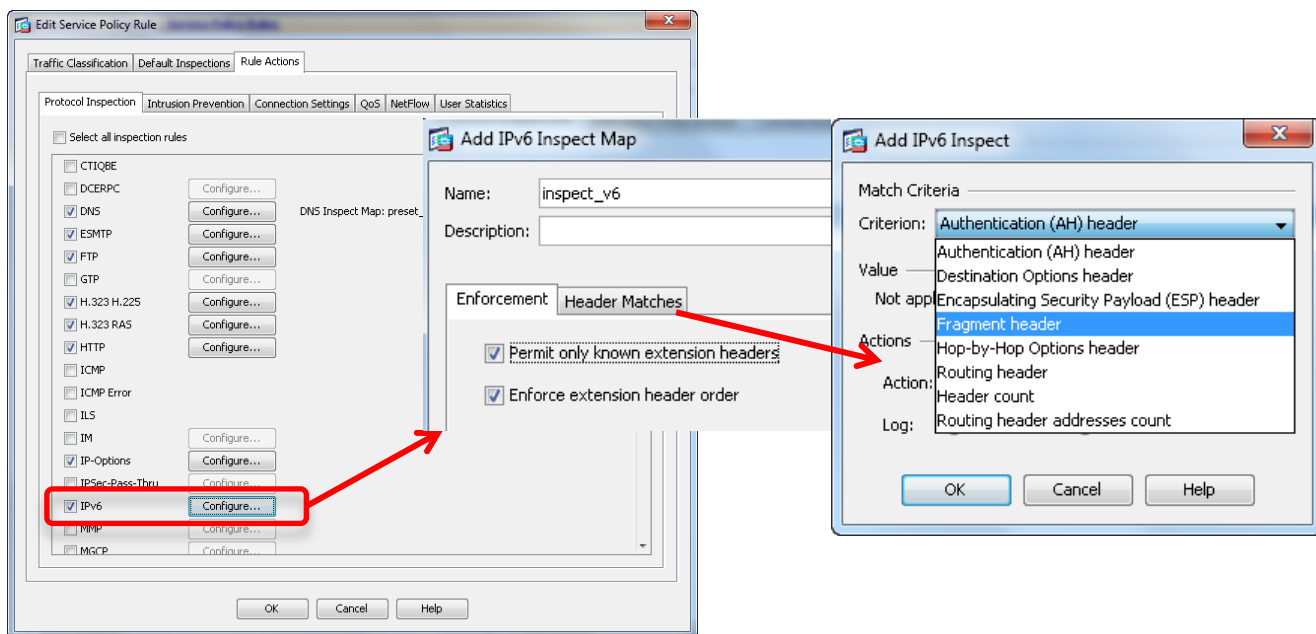 Edit Service Policy Rule
Traffic Classification Default Inspections Rule Actions
Protocol Inspection Intrusion Prevention Connection Settings QoS NetFlow User Statistics
Select all inspection rules
CTIQBE
DCERPC Configure...
DNS Configure... DNS Inspect Map: preset_
ESMTP Configure...
FTP Configure...
GTP Configure...
H.323 H.225 Configure...
H.323 RAS Configure...
HTTP Configure...
ICMP
ICMP Error
ILS
IM Configure...
IP-Options Configure...
IPSec-Pass-Thru Configure...
IPv6 Configure...
MMP Configure...
MGCP Configure...
OK Cancel Help
Add IPv6 Inspect Map
Name: inspect_v6
Description:
Enforcement Header Matches
Permit only known extension headers
Enforce extension header order
Add IPv6 Inspect
Match Criteria
Criterion: Authentication (AH) header
Authentication (AH) header
Value
Destination Options header
Not appl
Encapsulating Security Payload (ESP) header
Fragment header
Actions
Hop-by-Hop Options header
Routing header
Action:
Header count
Log:
Routing header addresses count
OK Cancel Help